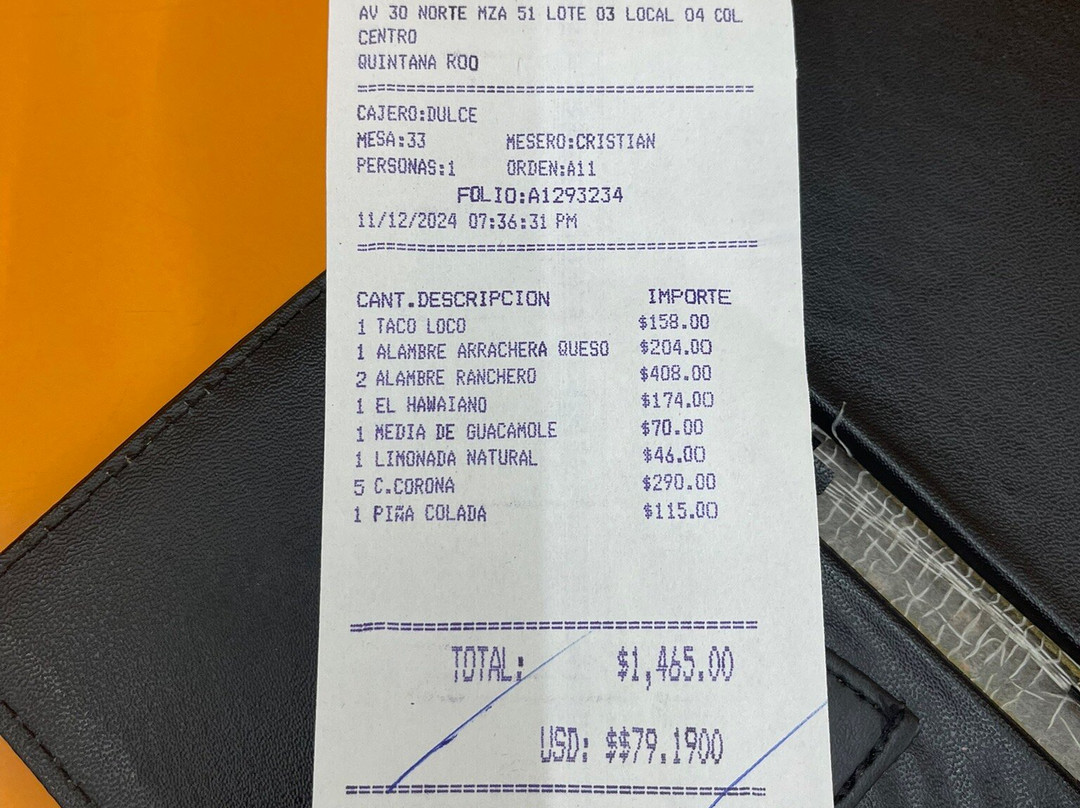 AV 30 NORTE MZA 51 LOTE 03 LOCAL 04 COL
CENTRO
QUINTANA ROO
========================================
CAJERO:DULCE
MESA:33 MESERO:CRISTIAN
PERSONAS:1 ORDEN:A11
FOLIO:A1293234
11/12/2024 07:36:31 PM
========================================
CANT.DESCRIPCION IMPORTE
1 TACO LOCO $158.00
1 ALAMBRE ARRACHERA QUESO $204.00
2 ALAMBRE RANCHERO $408.00
1 EL HAWAIANO $174.00
1 MEDIA DE GUACAMOLE $70.00
1 LIMONADA NATURAL $46.00
5 C.CORONA $290.00
1 PIÑA COLADA $115.00
========================================
TOTAL: $1,465.00
USD: $$79.1900
========================================